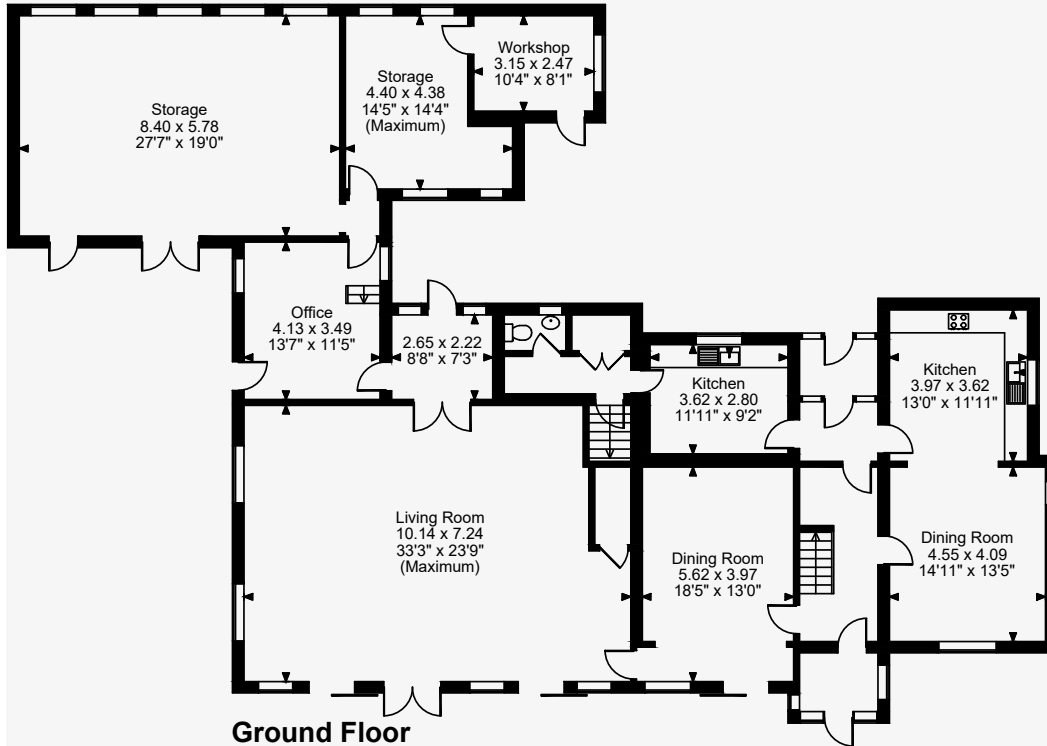 Storage
8.40 x 5.78
27'7" x 19'0"
Storage
4.40 x 4.38
14'5" x 14'4"
(Maximum)
Workshop
3.15 x 2.47
10'4" x 8'1"
Office
4.13 x 3.49
13'7" x 11'5"
2.65 x 2.22
8'8" x 7'3"
Kitchen
3.62 x 2.80
11'11" x 9'2"
Kitchen
3.97 x 3.62
13'0" x 11'11"
Living Room
10.14 x 7.24
33'3" x 23'9"
(Maximum)
Dining Room
5.62 x 3.97
18'5" x 13'0"
Dining Room
4.55 x 4.09
14'11" x 13'5"
Ground Floor